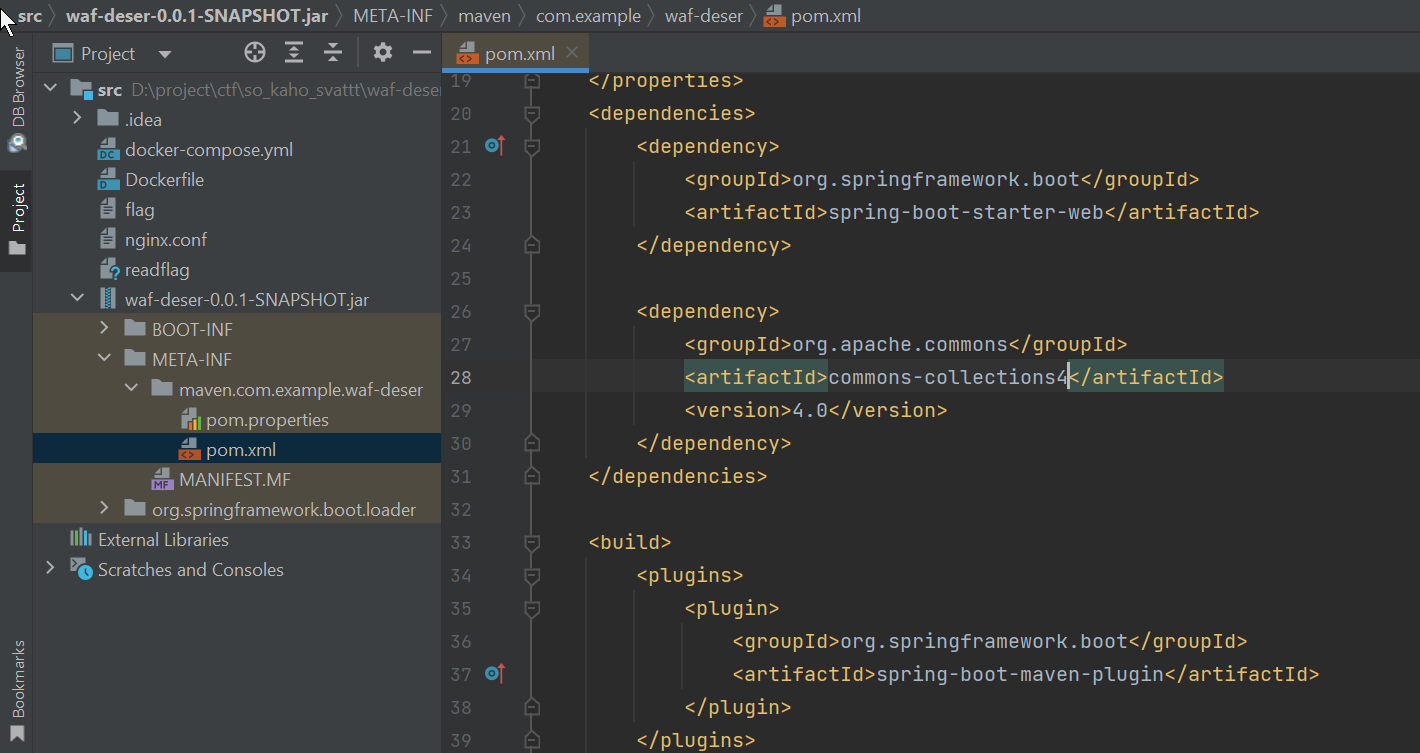 src waf-deser-0.0.1-SNAPSHOT.jar META-INF maven com.example waf-deser pom.xml
DB Browser
Project
Bookmarks
Project
src D:\project\ctf\so_kaho_svattt\waf-deser
.idea
docker-compose.yml
Dockerfile
flag
nginx.conf
readflag
waf-deser-0.0.1-SNAPSHOT.jar
BOOT-INF
META-INF
maven.com.example.waf-deser
pom.properties
pom.xml
MANIFEST.MF
org.springframework.boot.loader
External Libraries
Scratches and Consoles
pom.xml
19 </properties>
20 <dependencies>
21 <dependency>
22 <groupId>org.springframework.boot</groupId>
23 <artifactId>spring-boot-starter-web</artifactId>
24 </dependency>
25
26 <dependency>
27 <groupId>org.apache.commons</groupId>
28 <artifactId>commons-collections4</artifactId>
29 <version>4.0</version>
30 </dependency>
31 </dependencies>
32
33 <build>
34 <plugins>
35 <plugin>
36 <groupId>org.springframework.boot</groupId>
37 <artifactId>spring-boot-maven-plugin</artifactId>
38 </plugin>
39 </plugins>